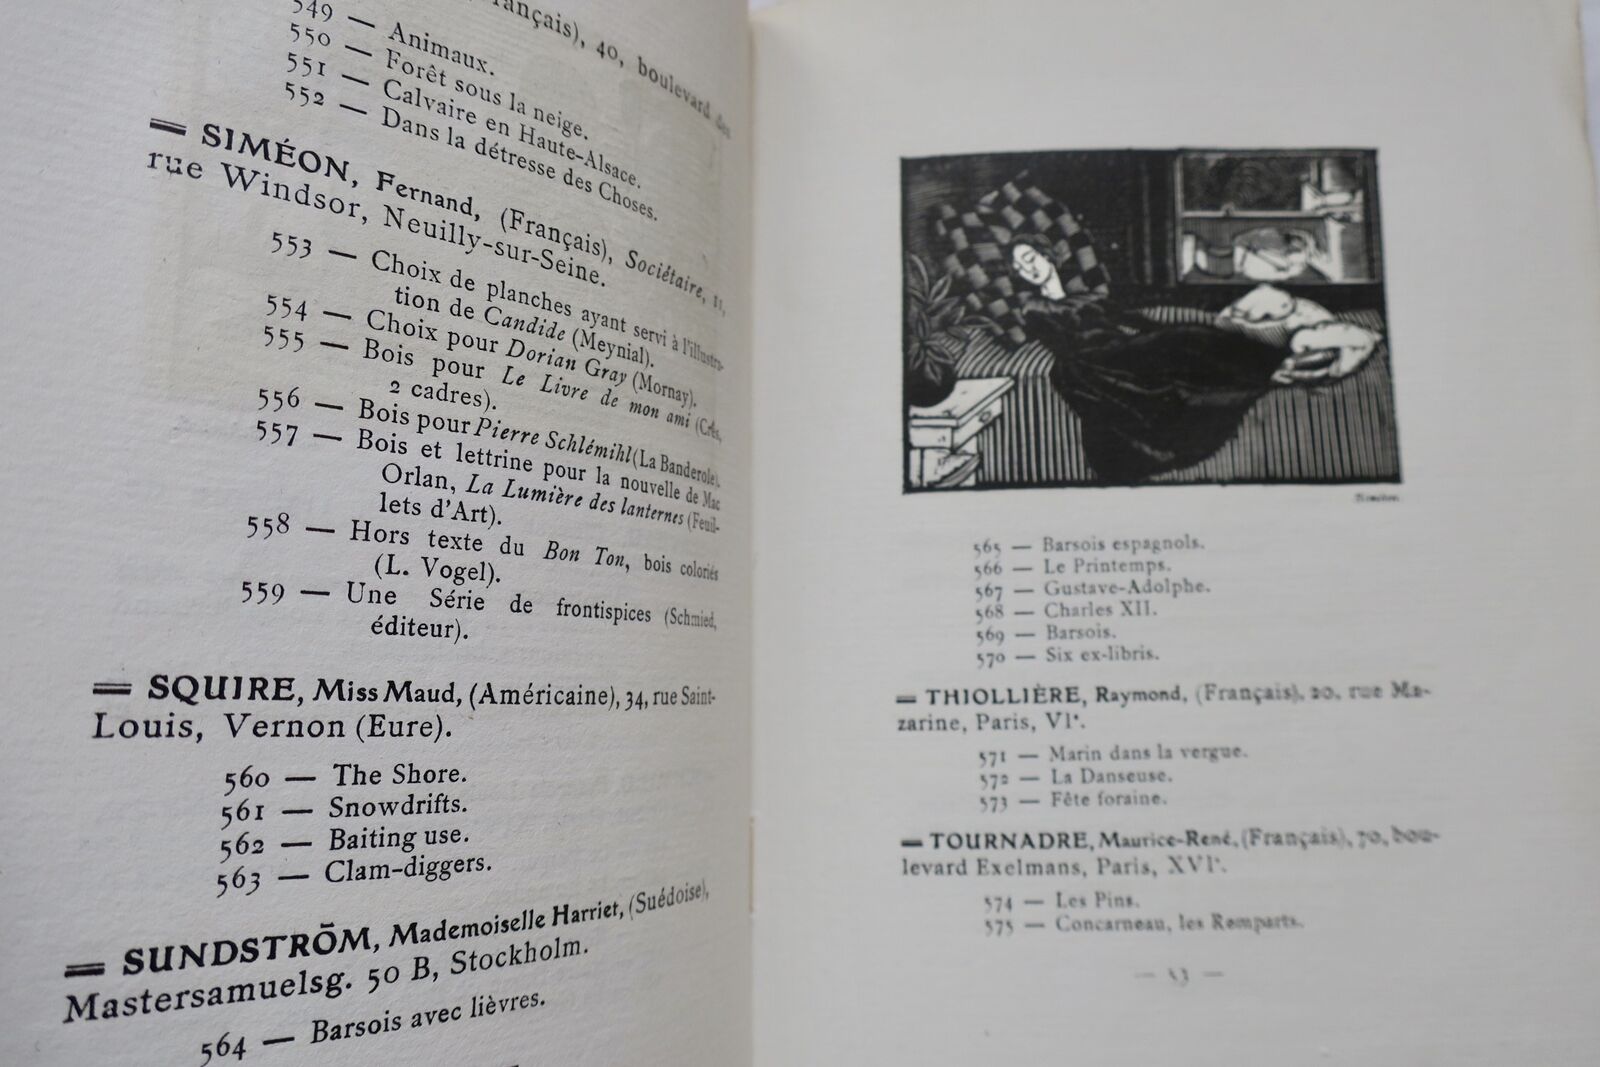 ançais), 40, boulevard des
549 — Animaux.
550 — Forêt sous la neige.
551 — Calvaire en Haute-Alsace.
552 — Dans la détresse des Choses.
SIMÉON, Fernand, (Français), Sociétaire, 11,
rue Windsor, Neuilly-sur-Seine.
553 — Choix de planches ayant servi à l'illustra-
tion de Candide (Meynial).
554 — Choix pour Dorian Gray (Mornay).
555 — Bois pour Le Livre de mon ami (Crès,
2 cadres).
556 — Bois pour Pierre Schlémihl (La Banderole).
557 — Bois et lettrine pour la nouvelle de Mac
Orlan, La Lumière des lanternes (Feuil-
lets d'Art).
558 — Hors texte du Bon Ton, bois coloriés
(L. Vogel).
559 — Une Série de frontispices (Schmied,
éditeur).
SQUIRE, Miss Maud, (Américaine), 34, rue Saint-
Louis, Vernon (Eure).
560 — The Shore.
561 — Snowdrifts.
562 — Baiting use.
563 — Clam-diggers.
SUNDSTRÖM, Mademoiselle Harriet, (Suédoise),
Mastersamuelsg. 50 B, Stockholm.
564 — Barsois avec lièvres.
565 — Barsois espagnols.
566 — Le Printemps.
567 — Gustave-Adolphe.
568 — Charles XII.
569 — Barsois.
570 — Six ex-libris.
THIOLLIÈRE, Raymond, (Français), 20, rue Ma-
zarine, Paris, VIe.
571 — Marin dans la vergue.
572 — La Danseuse.
573 — Fête foraine.
TOURNADRE, Maurice-René, (Français), 70, bou-
levard Exelmans, Paris, XVIe.
574 — Les Pins.
575 — Concarneau, les Remparts.
— 53 —